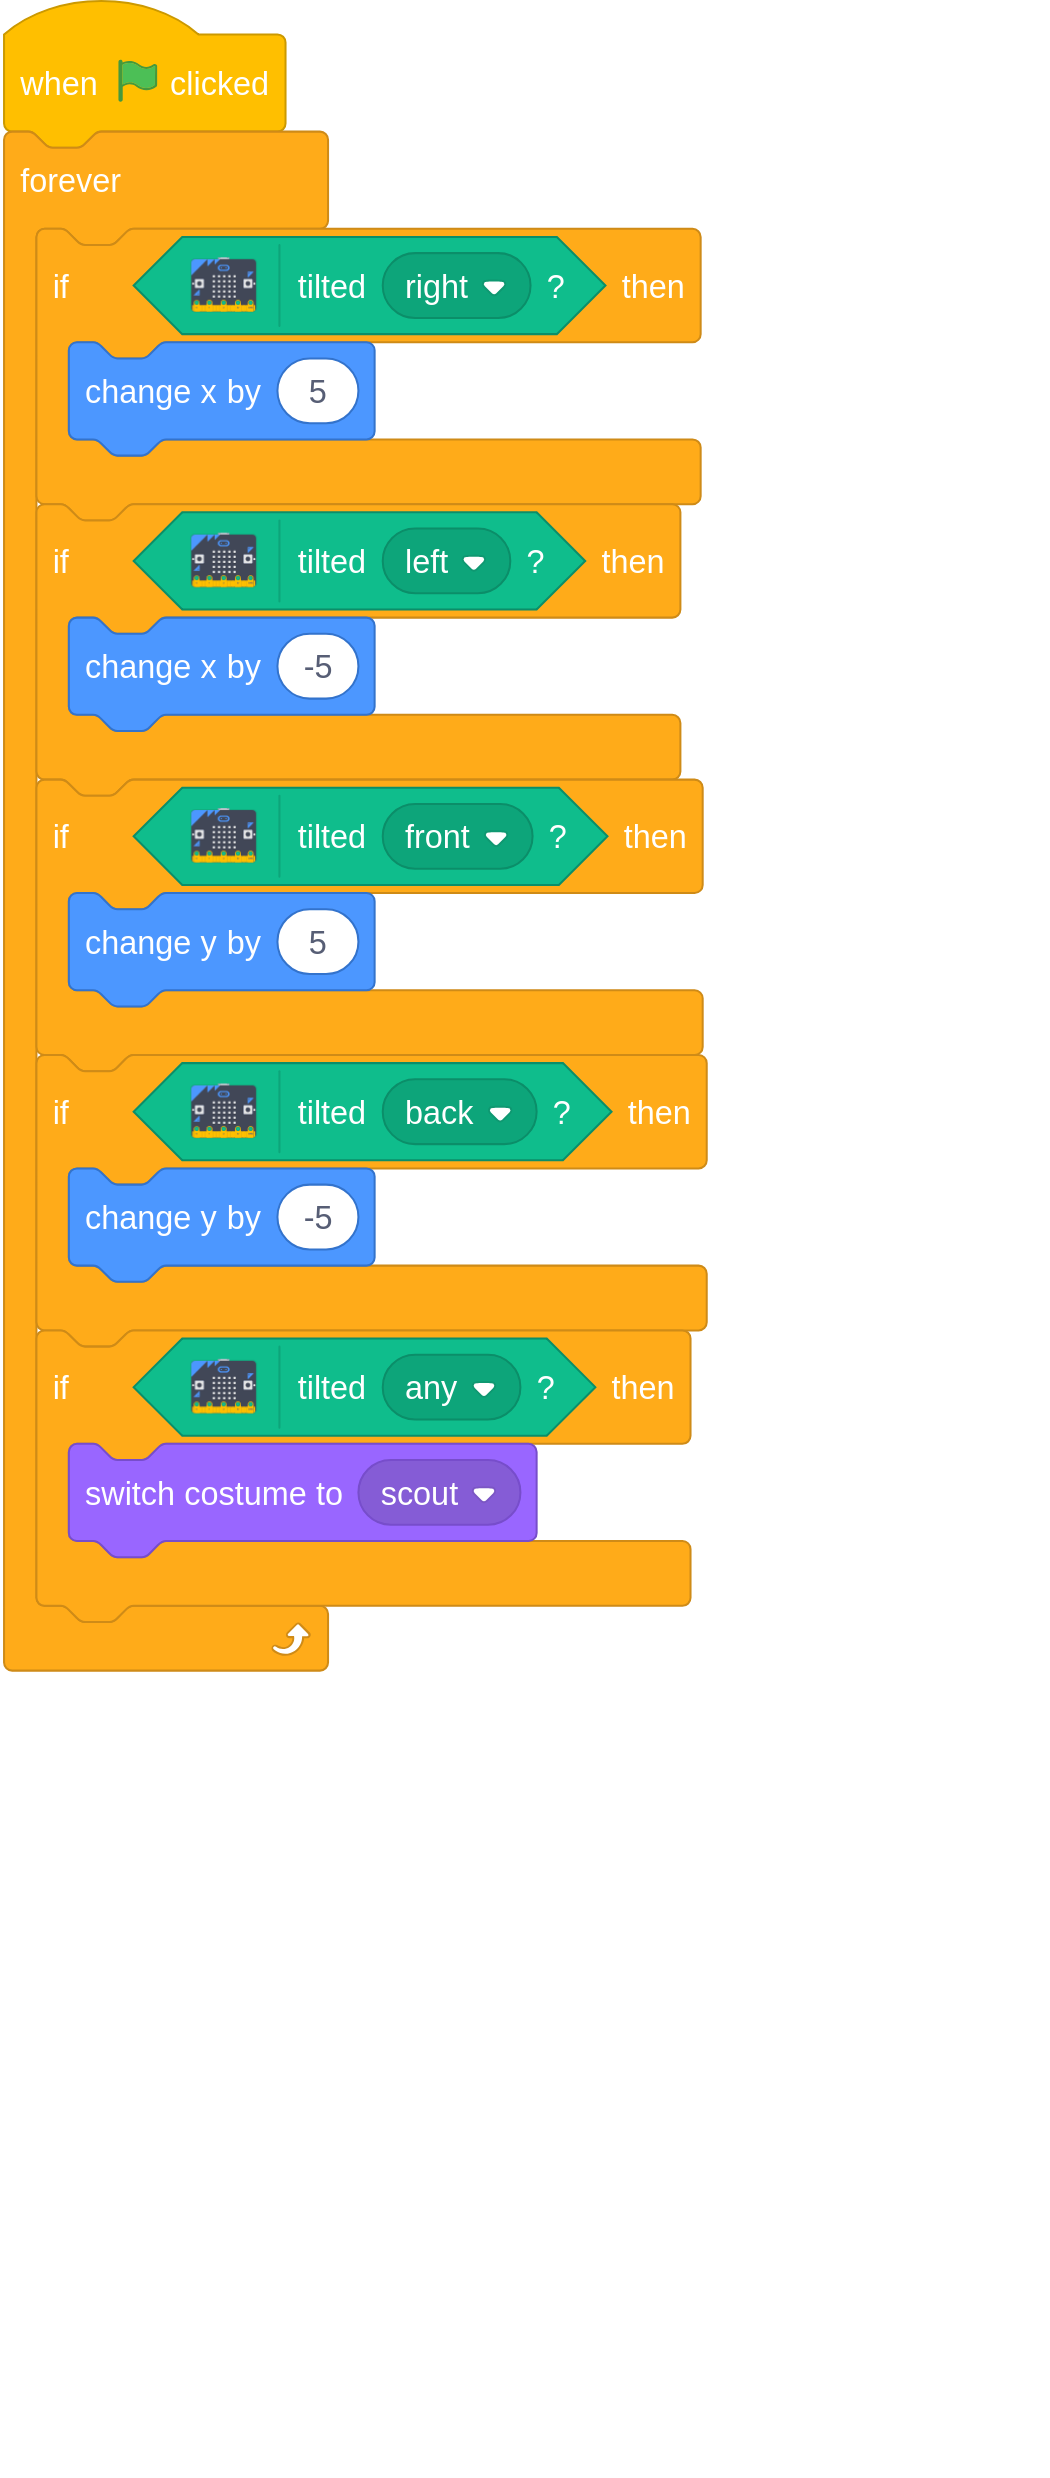 when clicked
forever
if tilted right ? then
change x by 5
if tilted left ? then
change x by -5
if tilted front ? then
change y by 5
if tilted back ? then
change y by -5
if tilted any ? then
switch costume to scout